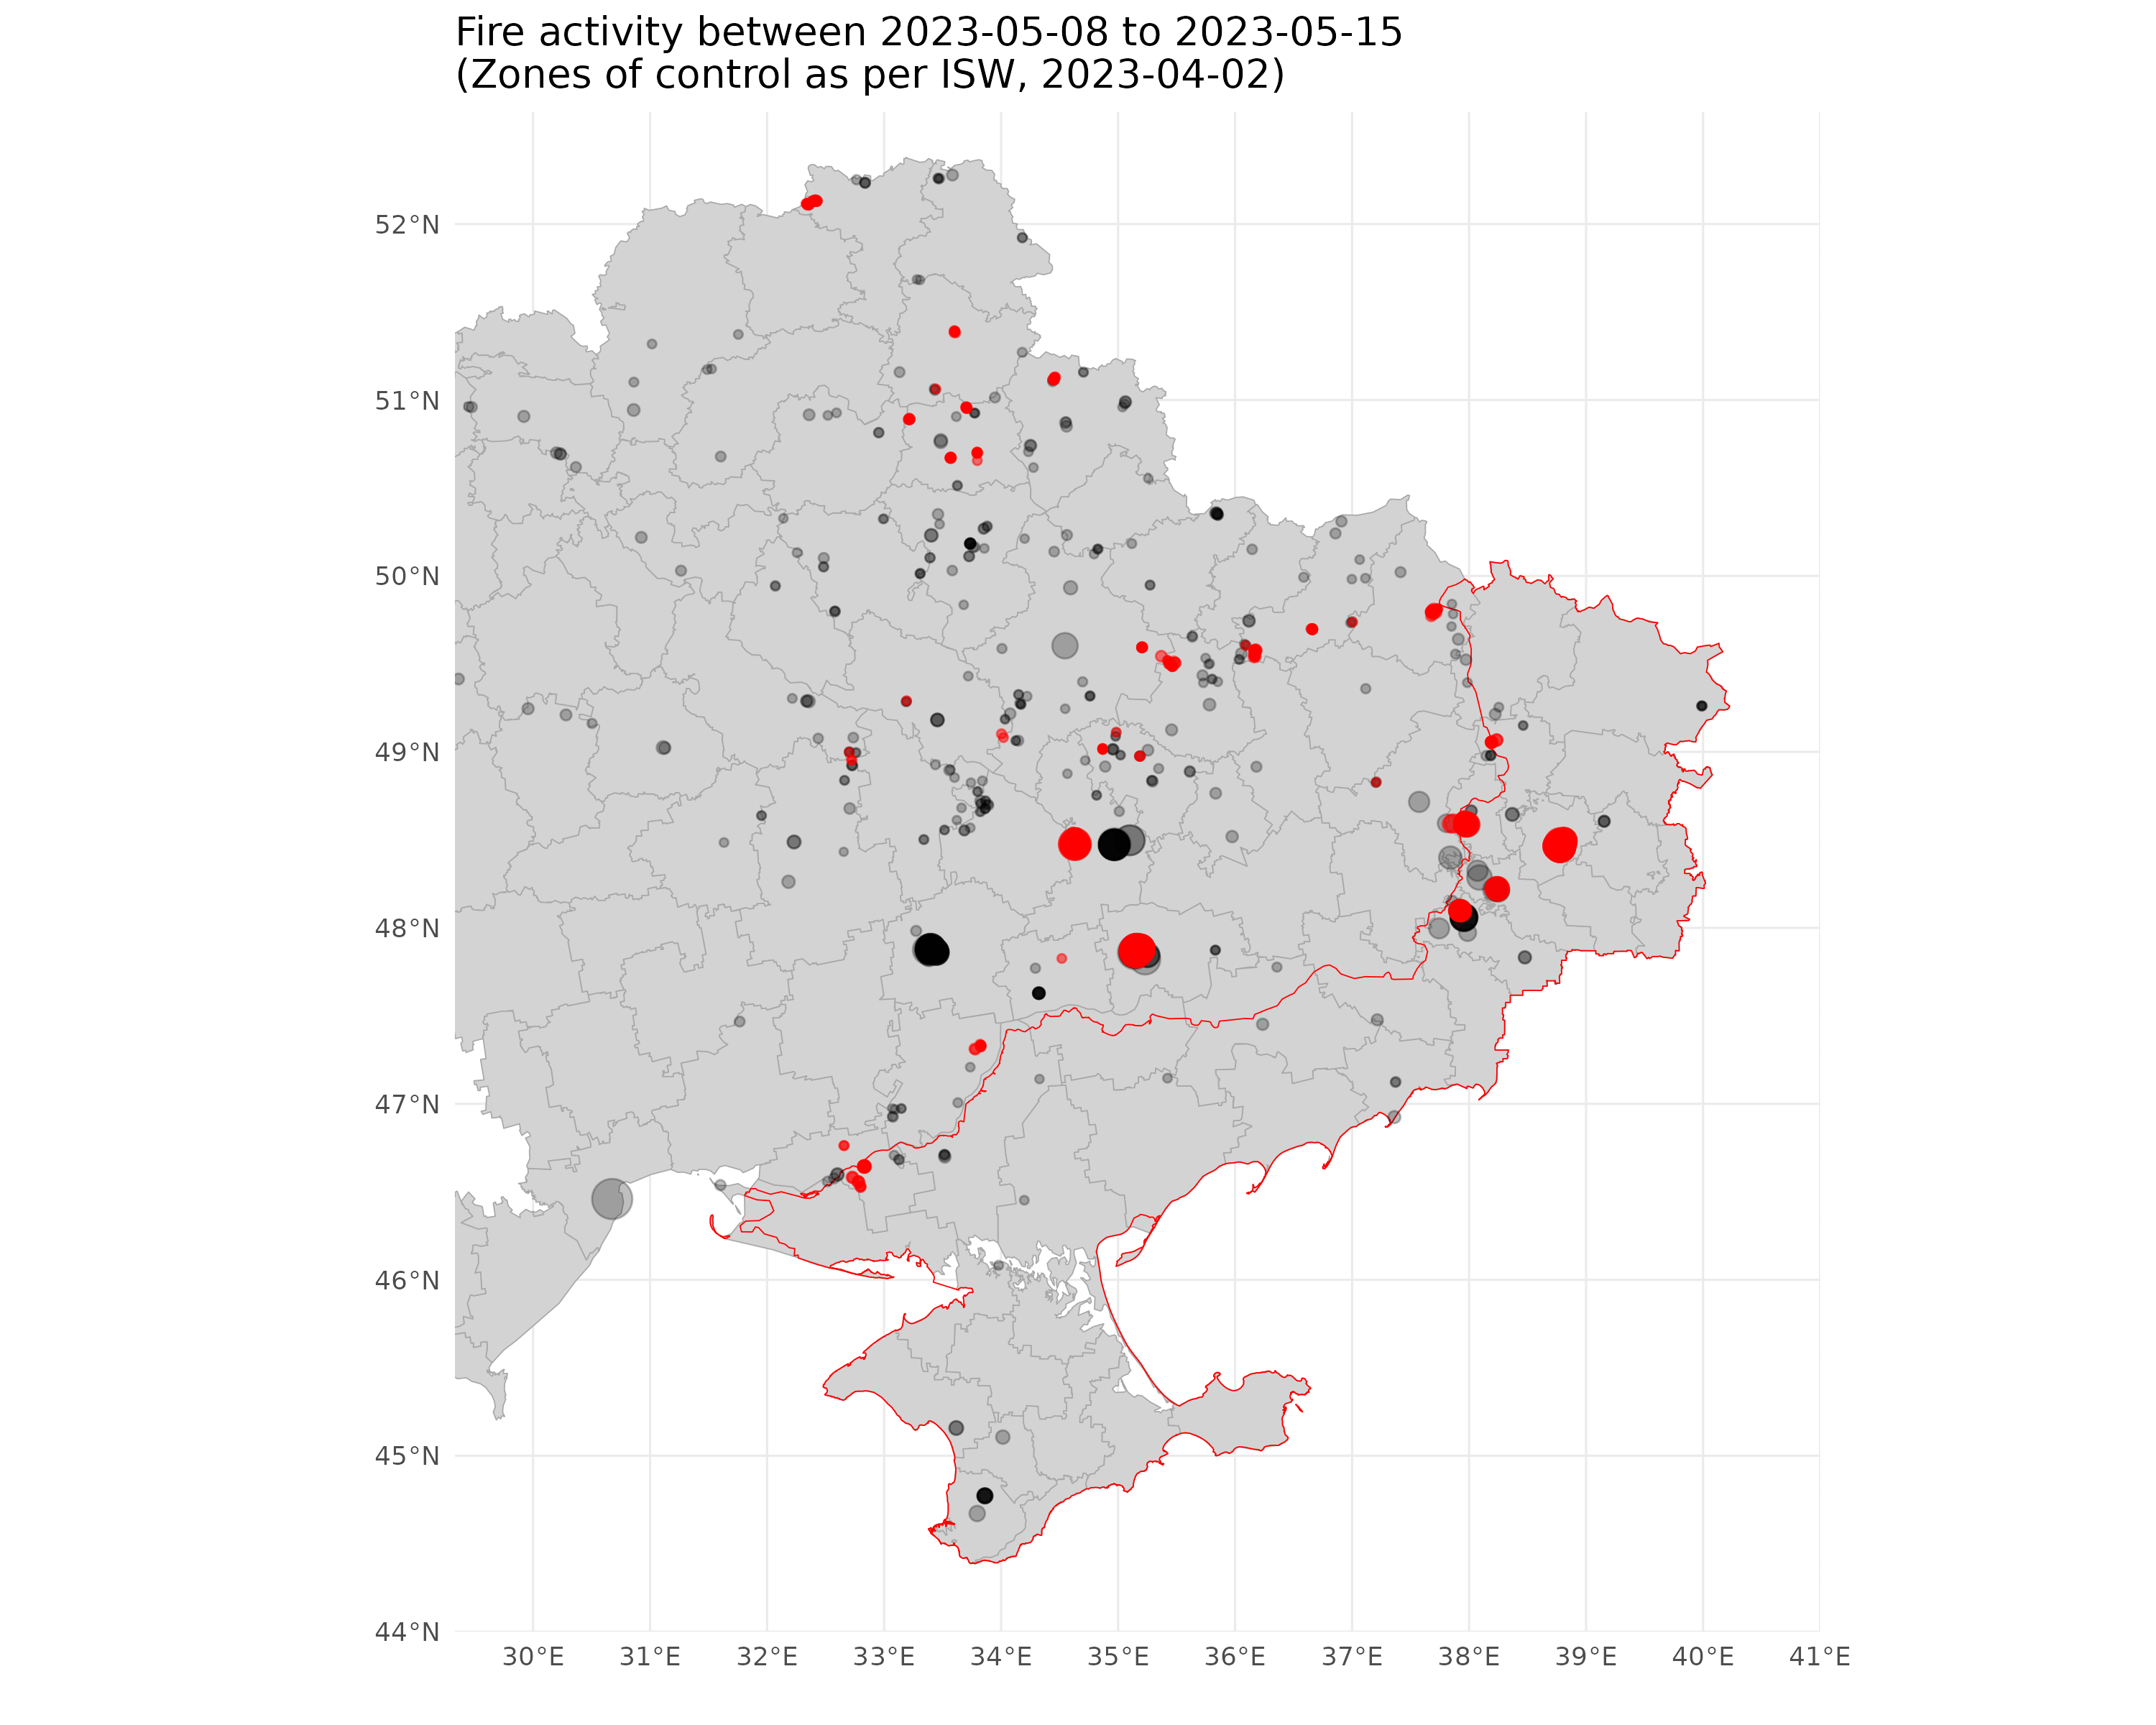 Fire activity between 2023-05-08 to 2023-05-15
(Zones of control as per ISW, 2023-04-02)
52°N
51°N
50°N
49°N
48°N
47°N
46°N
45°N
44°N
30°E 31°E 32°E 33°E 34°E 35°E 36°E 37°E 38°E 39°E 40°E 41°E